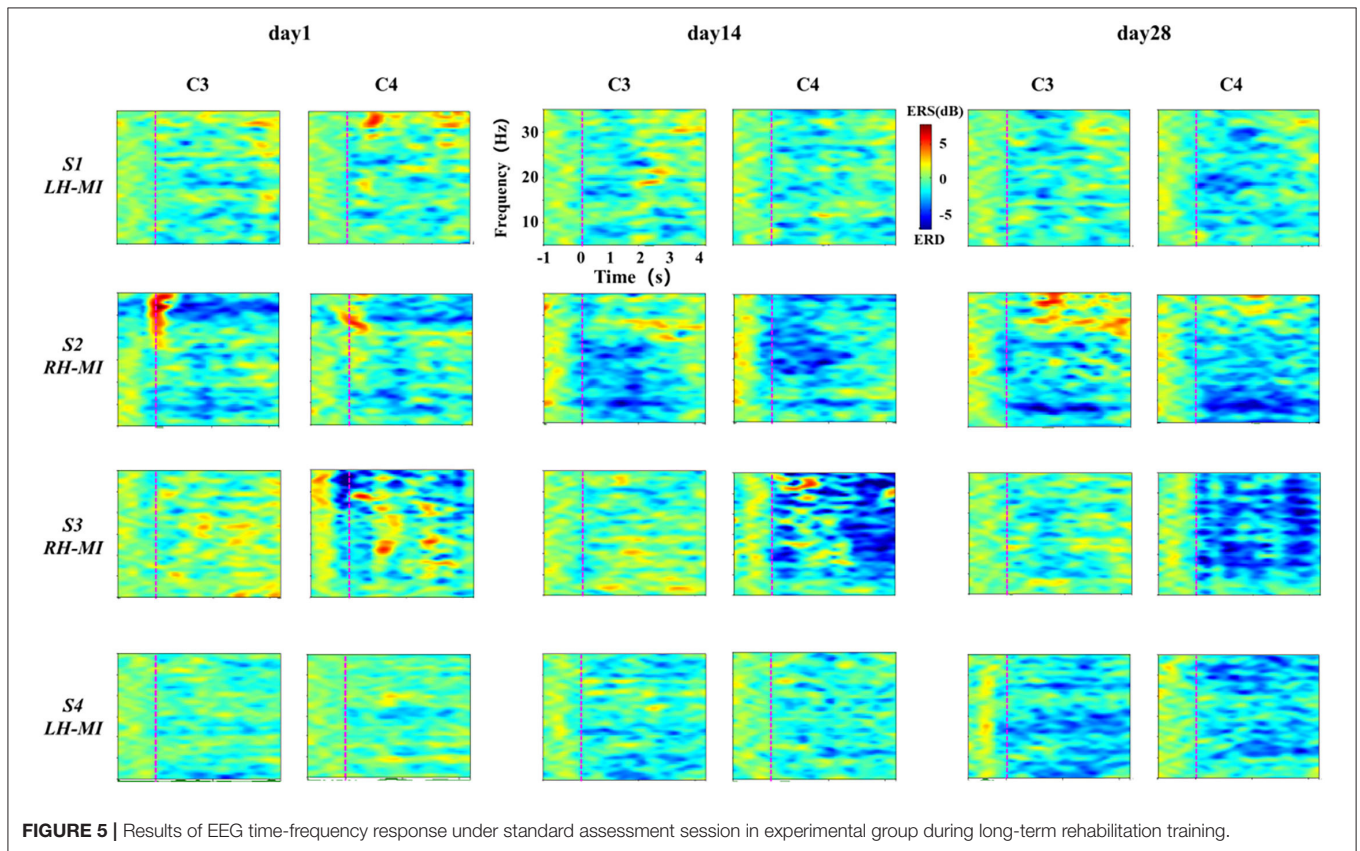 day1 day14 day28
C3 C4 C3 C4 C3 C4
S1
LH-MI
Frequency (Hz)
30
20
10
-1 0 1 2 3 4
Time (s)
ERS(dB)
5
0
-5
ERD
S2
RH-MI
S3
RH-MI
S4
LH-MI
FIGURE 5 | Results of EEG time-frequency response under standard assessment session in experimental group during long-term rehabilitation training.